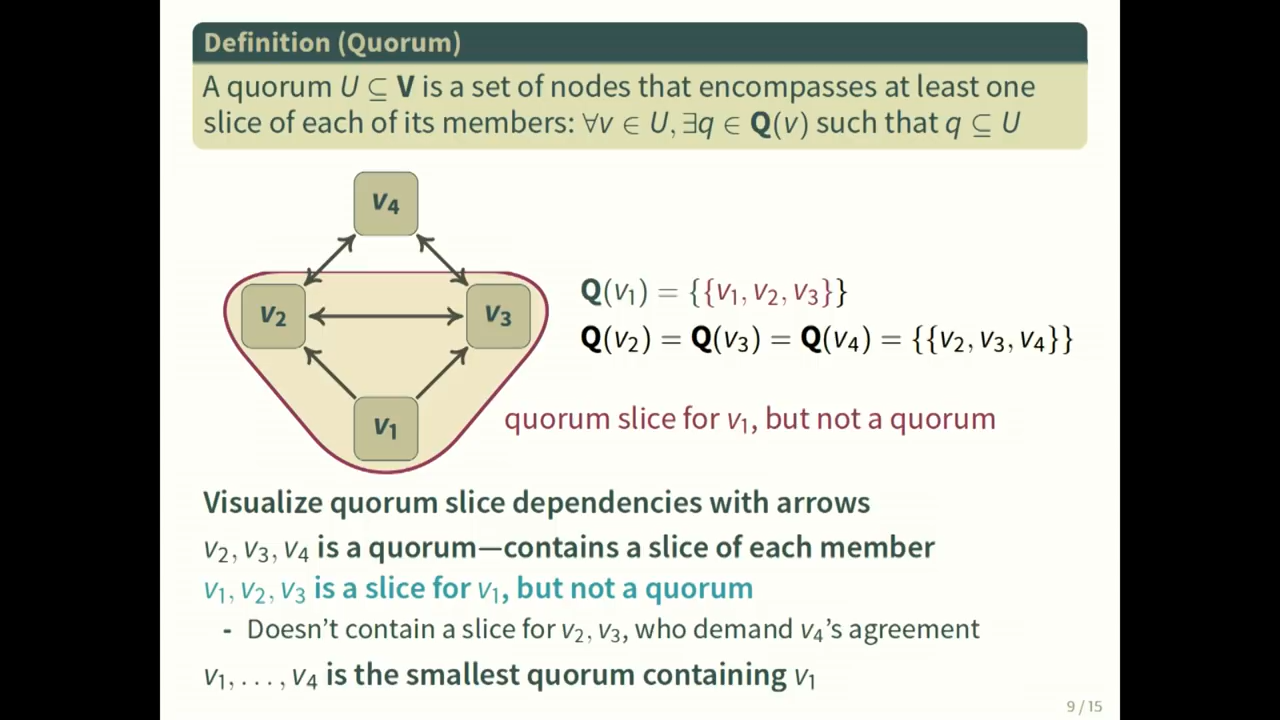 Definition (Quorum)
A quorum U ⊆ V is a set of nodes that encompasses at least one
slice of each of its members: ∀v ∈ U, ∃q ∈ Q(v) such that q ⊆ U
v₄
v₂
v₃
v₁
Q(v₁) = {{v₁, v₂, v₃}}
Q(v₂) = Q(v₃) = Q(v₄) = {{v₂, v₃, v₄}}
quorum slice for v₁, but not a quorum
Visualize quorum slice dependencies with arrows
v₂, v₃, v₄ is a quorum—contains a slice of each member
v₁, v₂, v₃ is a slice for v₁, but not a quorum
- Doesn't contain a slice for v₂, v₃, who demand v₄'s agreement
v₁, . . . , v₄ is the smallest quorum containing v₁
9 / 15